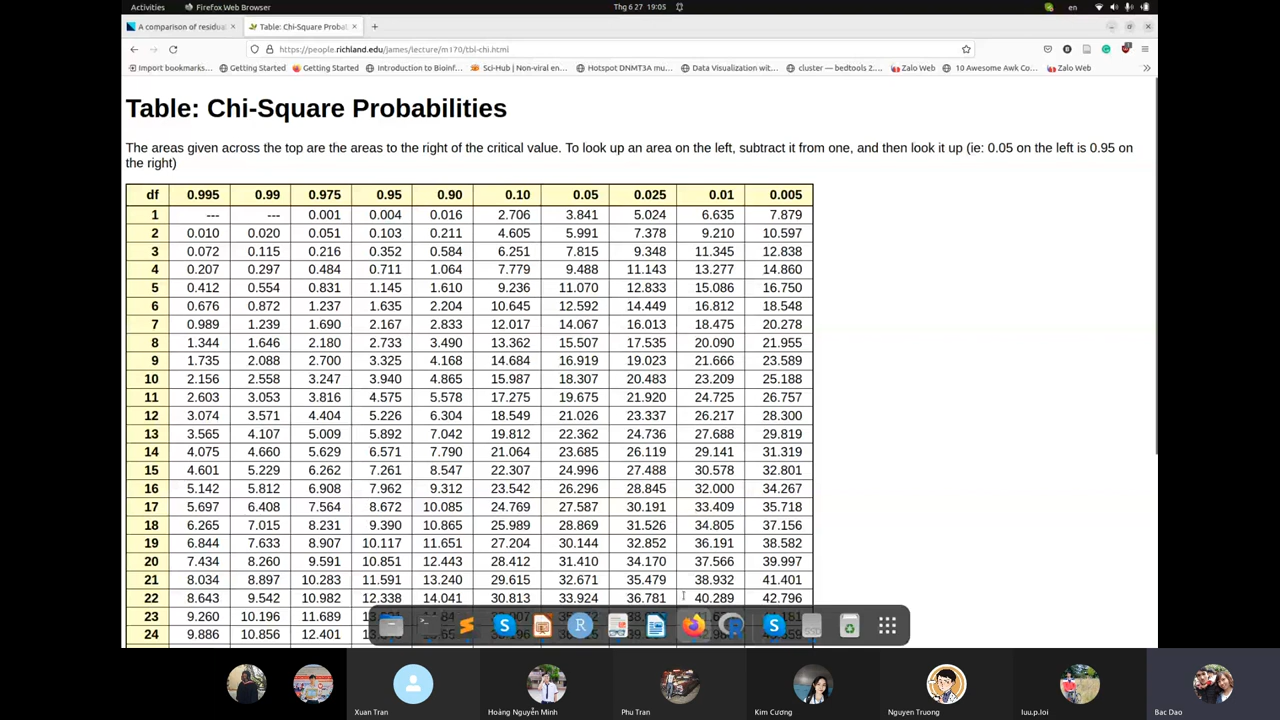 Activities Firefox Web Browser Thg 6 27 19:05 en
A comparison of residua Table: Chi-Square Probal
https://people.richland.edu/james/lecture/m170/tbl-chi.html
Import bookmarks... Getting Started Getting Started Introduction to Bioinf... Sci-Hub | Non-viral en... Hotspot DNMT3A mu... Data Visualization wit... cluster — bedtools 2.... Zalo Web 10 Awesome Awk Co... Zalo Web
Table: Chi-Square Probabilities
The areas given across the top are the areas to the right of the critical value. To look up an area on the left, subtract it from one, and then look it up (ie: 0.05 on the left is 0.95 on
the right)
df 0.995 0.99 0.975 0.95 0.90 0.10 0.05 0.025 0.01 0.005
1 --- --- 0.001 0.004 0.016 2.706 3.841 5.024 6.635 7.879
2 0.010 0.020 0.051 0.103 0.211 4.605 5.991 7.378 9.210 10.597
3 0.072 0.115 0.216 0.352 0.584 6.251 7.815 9.348 11.345 12.838
4 0.207 0.297 0.484 0.711 1.064 7.779 9.488 11.143 13.277 14.860
5 0.412 0.554 0.831 1.145 1.610 9.236 11.070 12.833 15.086 16.750
6 0.676 0.872 1.237 1.635 2.204 10.645 12.592 14.449 16.812 18.548
7 0.989 1.239 1.690 2.167 2.833 12.017 14.067 16.013 18.475 20.278
8 1.344 1.646 2.180 2.733 3.490 13.362 15.507 17.535 20.090 21.955
9 1.735 2.088 2.700 3.325 4.168 14.684 16.919 19.023 21.666 23.589
10 2.156 2.558 3.247 3.940 4.865 15.987 18.307 20.483 23.209 25.188
11 2.603 3.053 3.816 4.575 5.578 17.275 19.675 21.920 24.725 26.757
12 3.074 3.571 4.404 5.226 6.304 18.549 21.026 23.337 26.217 28.300
13 3.565 4.107 5.009 5.892 7.042 19.812 22.362 24.736 27.688 29.819
14 4.075 4.660 5.629 6.571 7.790 21.064 23.685 26.119 29.141 31.319
15 4.601 5.229 6.262 7.261 8.547 22.307 24.996 27.488 30.578 32.801
16 5.142 5.812 6.908 7.962 9.312 23.542 26.296 28.845 32.000 34.267
17 5.697 6.408 7.564 8.672 10.085 24.769 27.587 30.191 33.409 35.718
18 6.265 7.015 8.231 9.390 10.865 25.989 28.869 31.526 34.805 37.156
19 6.844 7.633 8.907 10.117 11.651 27.204 30.144 32.852 36.191 38.582
20 7.434 8.260 9.591 10.851 12.443 28.412 31.410 34.170 37.566 39.997
21 8.034 8.897 10.283 11.591 13.240 29.615 32.671 35.479 38.932 41.401
22 8.643 9.542 10.982 12.338 14.041 30.813 33.924 36.781 40.289 42.796
23 9.260 10.196 11.689
24 9.886 10.856 12.401
Xuan Tran Hoàng Nguyễn Minh Phu Tran Kim Cương Nguyen Truong luu.p.loi Bac Dao